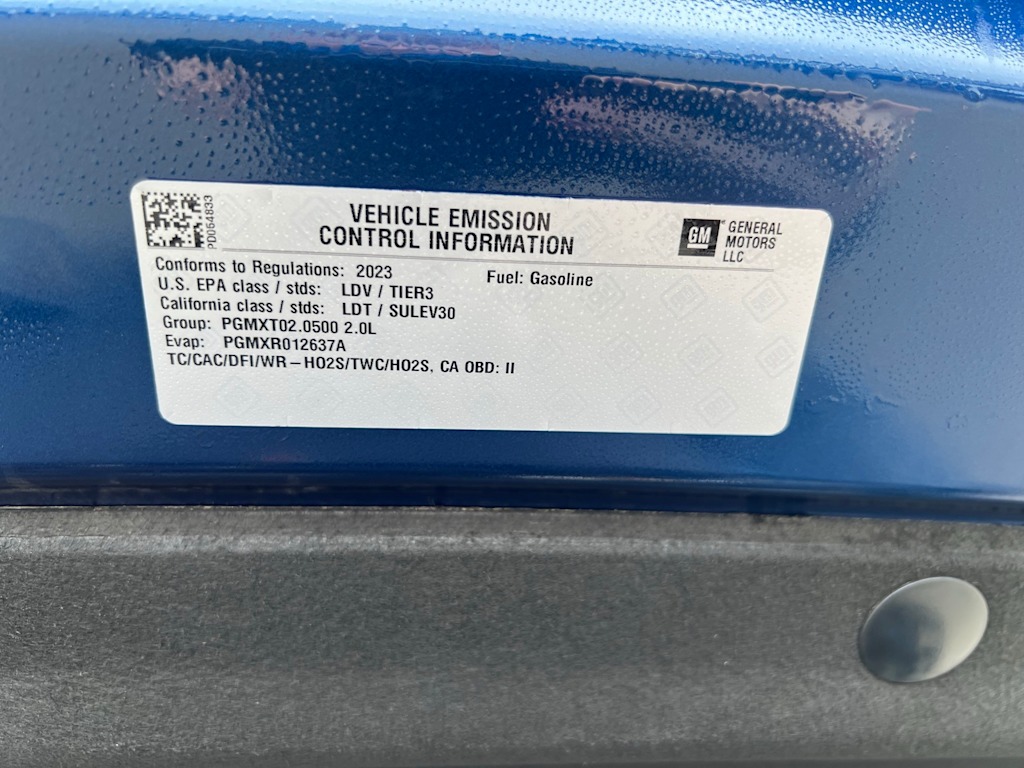 PD054833
VEHICLE EMISSION
CONTROL INFORMATION
GM
GENERAL
MOTORS
LLC
Conforms to Regulations: 2023
Fuel: Gasoline
U.S. EPA class / stds: LDV / TIER3
California class / stds: LDT / SULEV30
Group: PGMXT02.0500 2.0L
Evap: PGMXR012637A
TC/CAC/DFI/WR–HO2S/TWC/HO2S, CA OBD: II